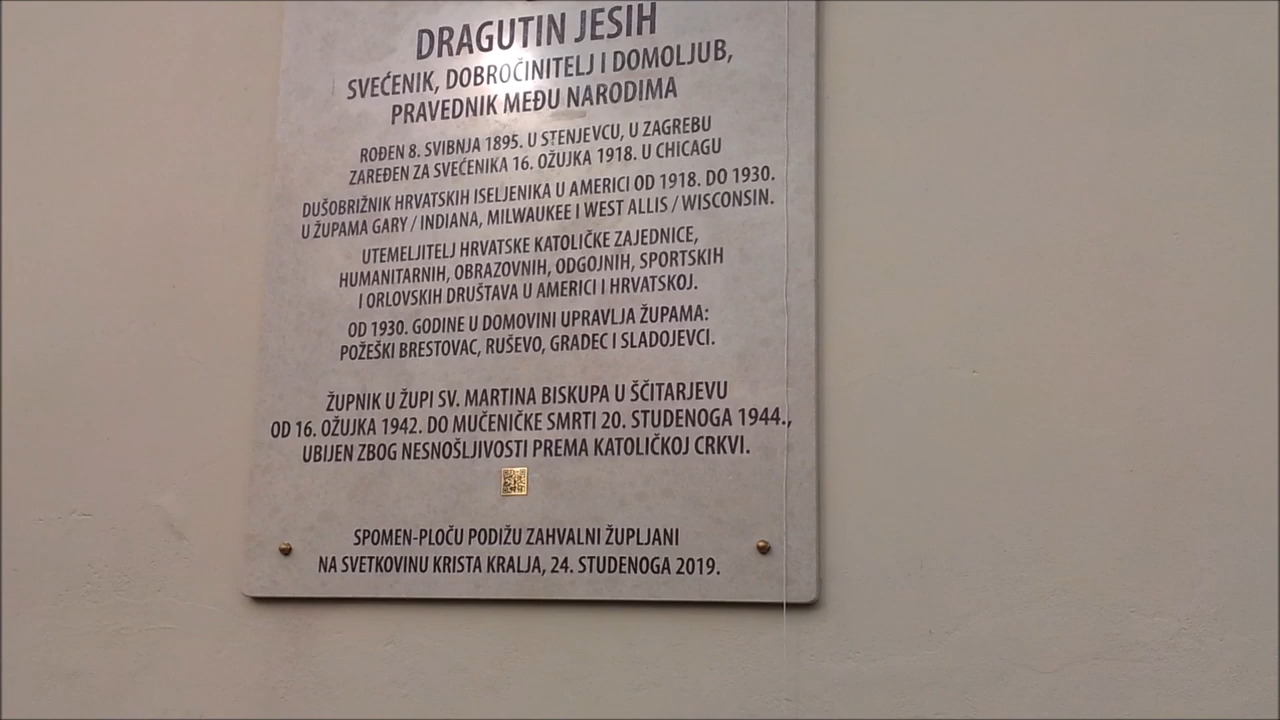 DRAGUTIN JESIH
SVEĆENIK, DOBROČINITELJ I DOMOLJUB,
PRAVEDNIK MEĐU NARODIMA
ROĐEN 8. SVIBNJA 1895. U STENJEVCU, U ZAGREBU
ZAREĐEN ZA SVEĆENIKA 16. OŽUJKA 1918. U CHICAGU
DUŠOBRIŽNIK HRVATSKIH ISELJENIKA U AMERICI OD 1918. DO 1930.
U ŽUPAMA GARY / INDIANA, MILWAUKEE I WEST ALLIS / WISCONSIN.
UTEMELJITELJ HRVATSKE KATOLIČKE ZAJEDNICE,
HUMANITARNIH, OBRAZOVNIH, ODGOJNIH, SPORTSKIH
I ORLOVSKIH DRUŠTAVA U AMERICI I HRVATSKOJ.
OD 1930. GODINE U DOMOVINI UPRAVLJA ŽUPAMA:
POŽEŠKI BRESTOVAC, RUŠEVO, GRADEC I SLADOJEVCI.
ŽUPNIK U ŽUPI SV. MARTINA BISKUPA U ŠČITARJEVU
OD 16. OŽUJKA 1942. DO MUČENIČKE SMRTI 20. STUDENOGA 1944.,
UBIJEN ZBOG NESNOŠLJIVOSTI PREMA KATOLIČKOJ CRKVI.
SPOMEN-PLOČU PODIŽU ZAHVALNI ŽUPLJANI
NA SVETKOVINU KRISTA KRALJA, 24. STUDENOGA 2019.